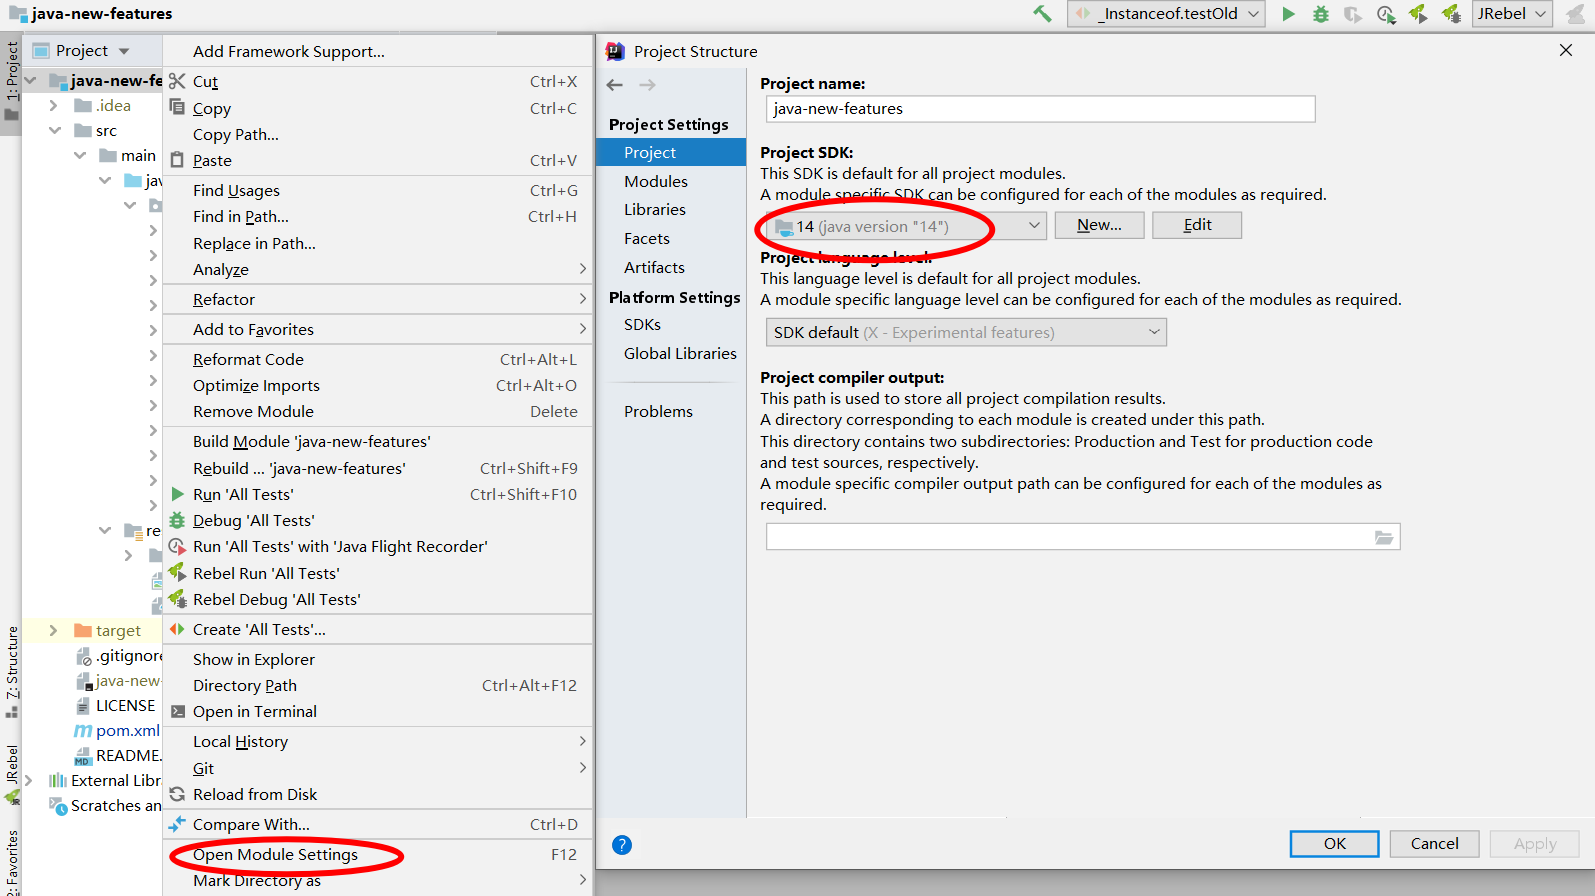 java-new-features
_Instanceof.testOld
JRebel
1: Project
7: Structure
JRebel
2: Favorites
Project
java-new-fe
.idea
src
main
jav
re
target
.gitignore
java-new-
LICENSE
pom.xml
README.
External Libr
Scratches an
Add Framework Support...
Cut Ctrl+X
Copy Ctrl+C
Copy Path...
Paste Ctrl+V
Find Usages Ctrl+G
Find in Path... Ctrl+H
Replace in Path...
Analyze
Refactor
Add to Favorites
Reformat Code Ctrl+Alt+L
Optimize Imports Ctrl+Alt+O
Remove Module Delete
Build Module 'java-new-features'
Rebuild ... 'java-new-features' Ctrl+Shift+F9
Run 'All Tests' Ctrl+Shift+F10
Debug 'All Tests'
Run 'All Tests' with 'Java Flight Recorder'
Rebel Run 'All Tests'
Rebel Debug 'All Tests'
Create 'All Tests'...
Show in Explorer
Directory Path Ctrl+Alt+F12
Open in Terminal
Local History
Git
Reload from Disk
Compare With... Ctrl+D
Open Module Settings F12
Mark Directory as
Project Structure
Project Settings
Project
Modules
Libraries
Facets
Artifacts
Platform Settings
SDKs
Global Libraries
Problems
Project name:
java-new-features
Project SDK:
This SDK is default for all project modules.
A module specific SDK can be configured for each of the modules as required.
14 (java version "14")
New...
Edit
Project language level:
This language level is default for all project modules.
A module specific language level can be configured for each of the modules as required.
SDK default (X - Experimental features)
Project compiler output:
This path is used to store all project compilation results.
A directory corresponding to each module is created under this path.
This directory contains two subdirectories: Production and Test for production code
and test sources, respectively.
A module specific compiler output path can be configured for each of the modules as
required.
?
OK
Cancel
Apply